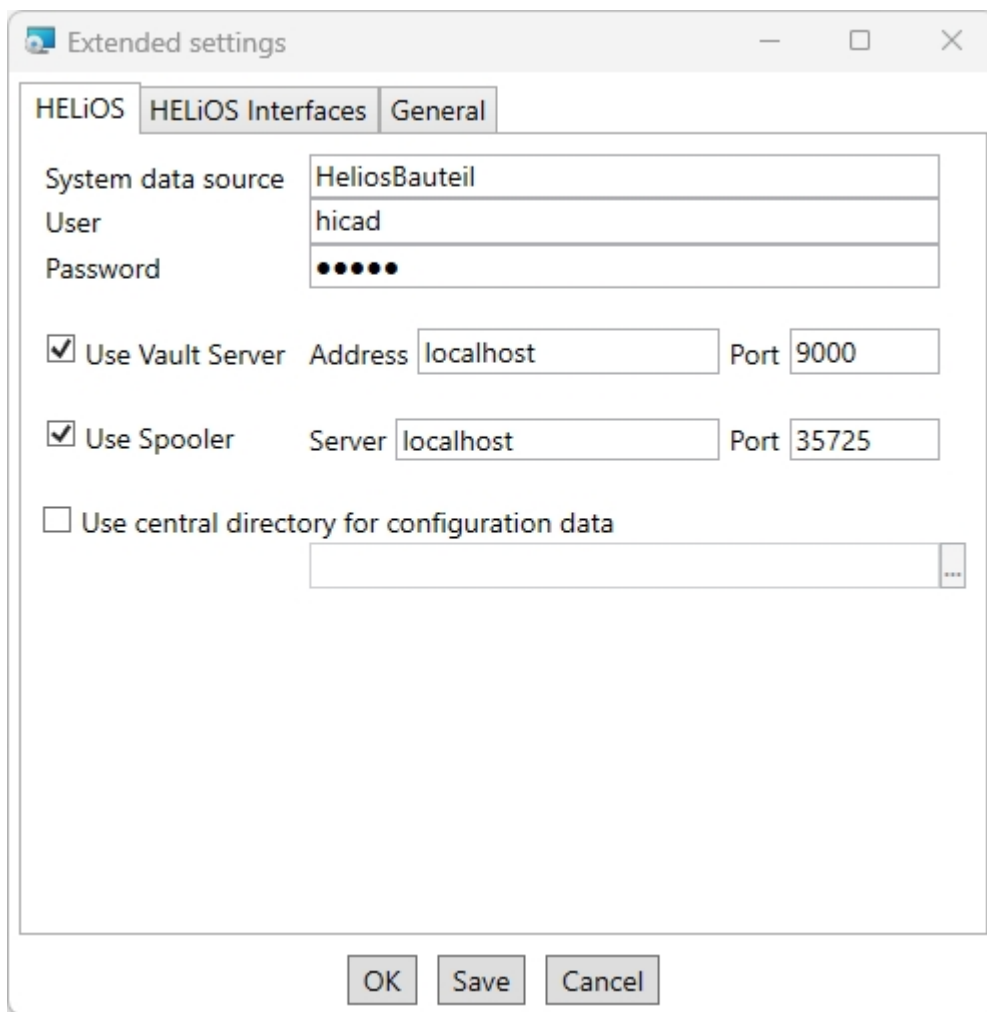 Extended settings
HELiOS HELiOS Interfaces General
System data source HeliosBauteil
User hicad
Password ●●●●●
Use Vault Server Address localhost Port 9000
Use Spooler Server localhost Port 35725
Use central directory for configuration data
...
OK Save Cancel